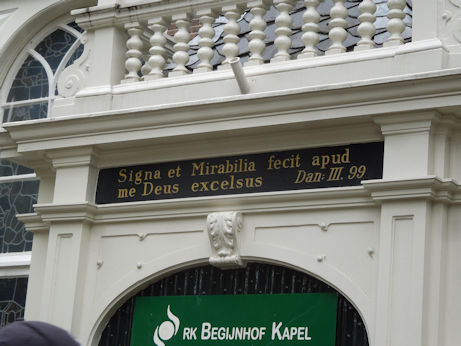 Signa et Mirabilia fecit apud
me Deus excelsus Dan: III. 99
RK BEGIJNHOF KAPEL